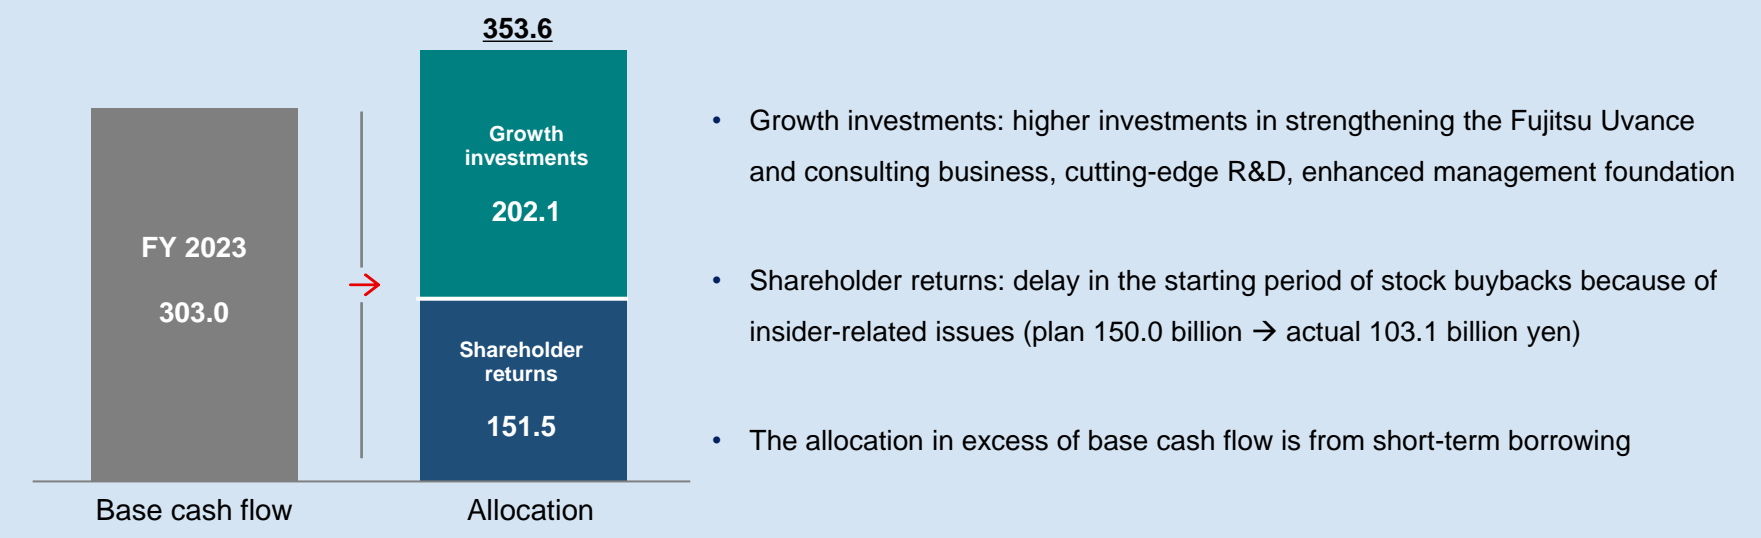 353.6
Growth
investments
202.1
FY 2023
303.0
Shareholder
returns
151.5
Base cash flow
Allocation
• Growth investments: higher investments in strengthening the Fujitsu Uvance
and consulting business, cutting-edge R&D, enhanced management foundation
• Shareholder returns: delay in the starting period of stock buybacks because of
insider-related issues (plan 150.0 billion → actual 103.1 billion yen)
• The allocation in excess of base cash flow is from short-term borrowing